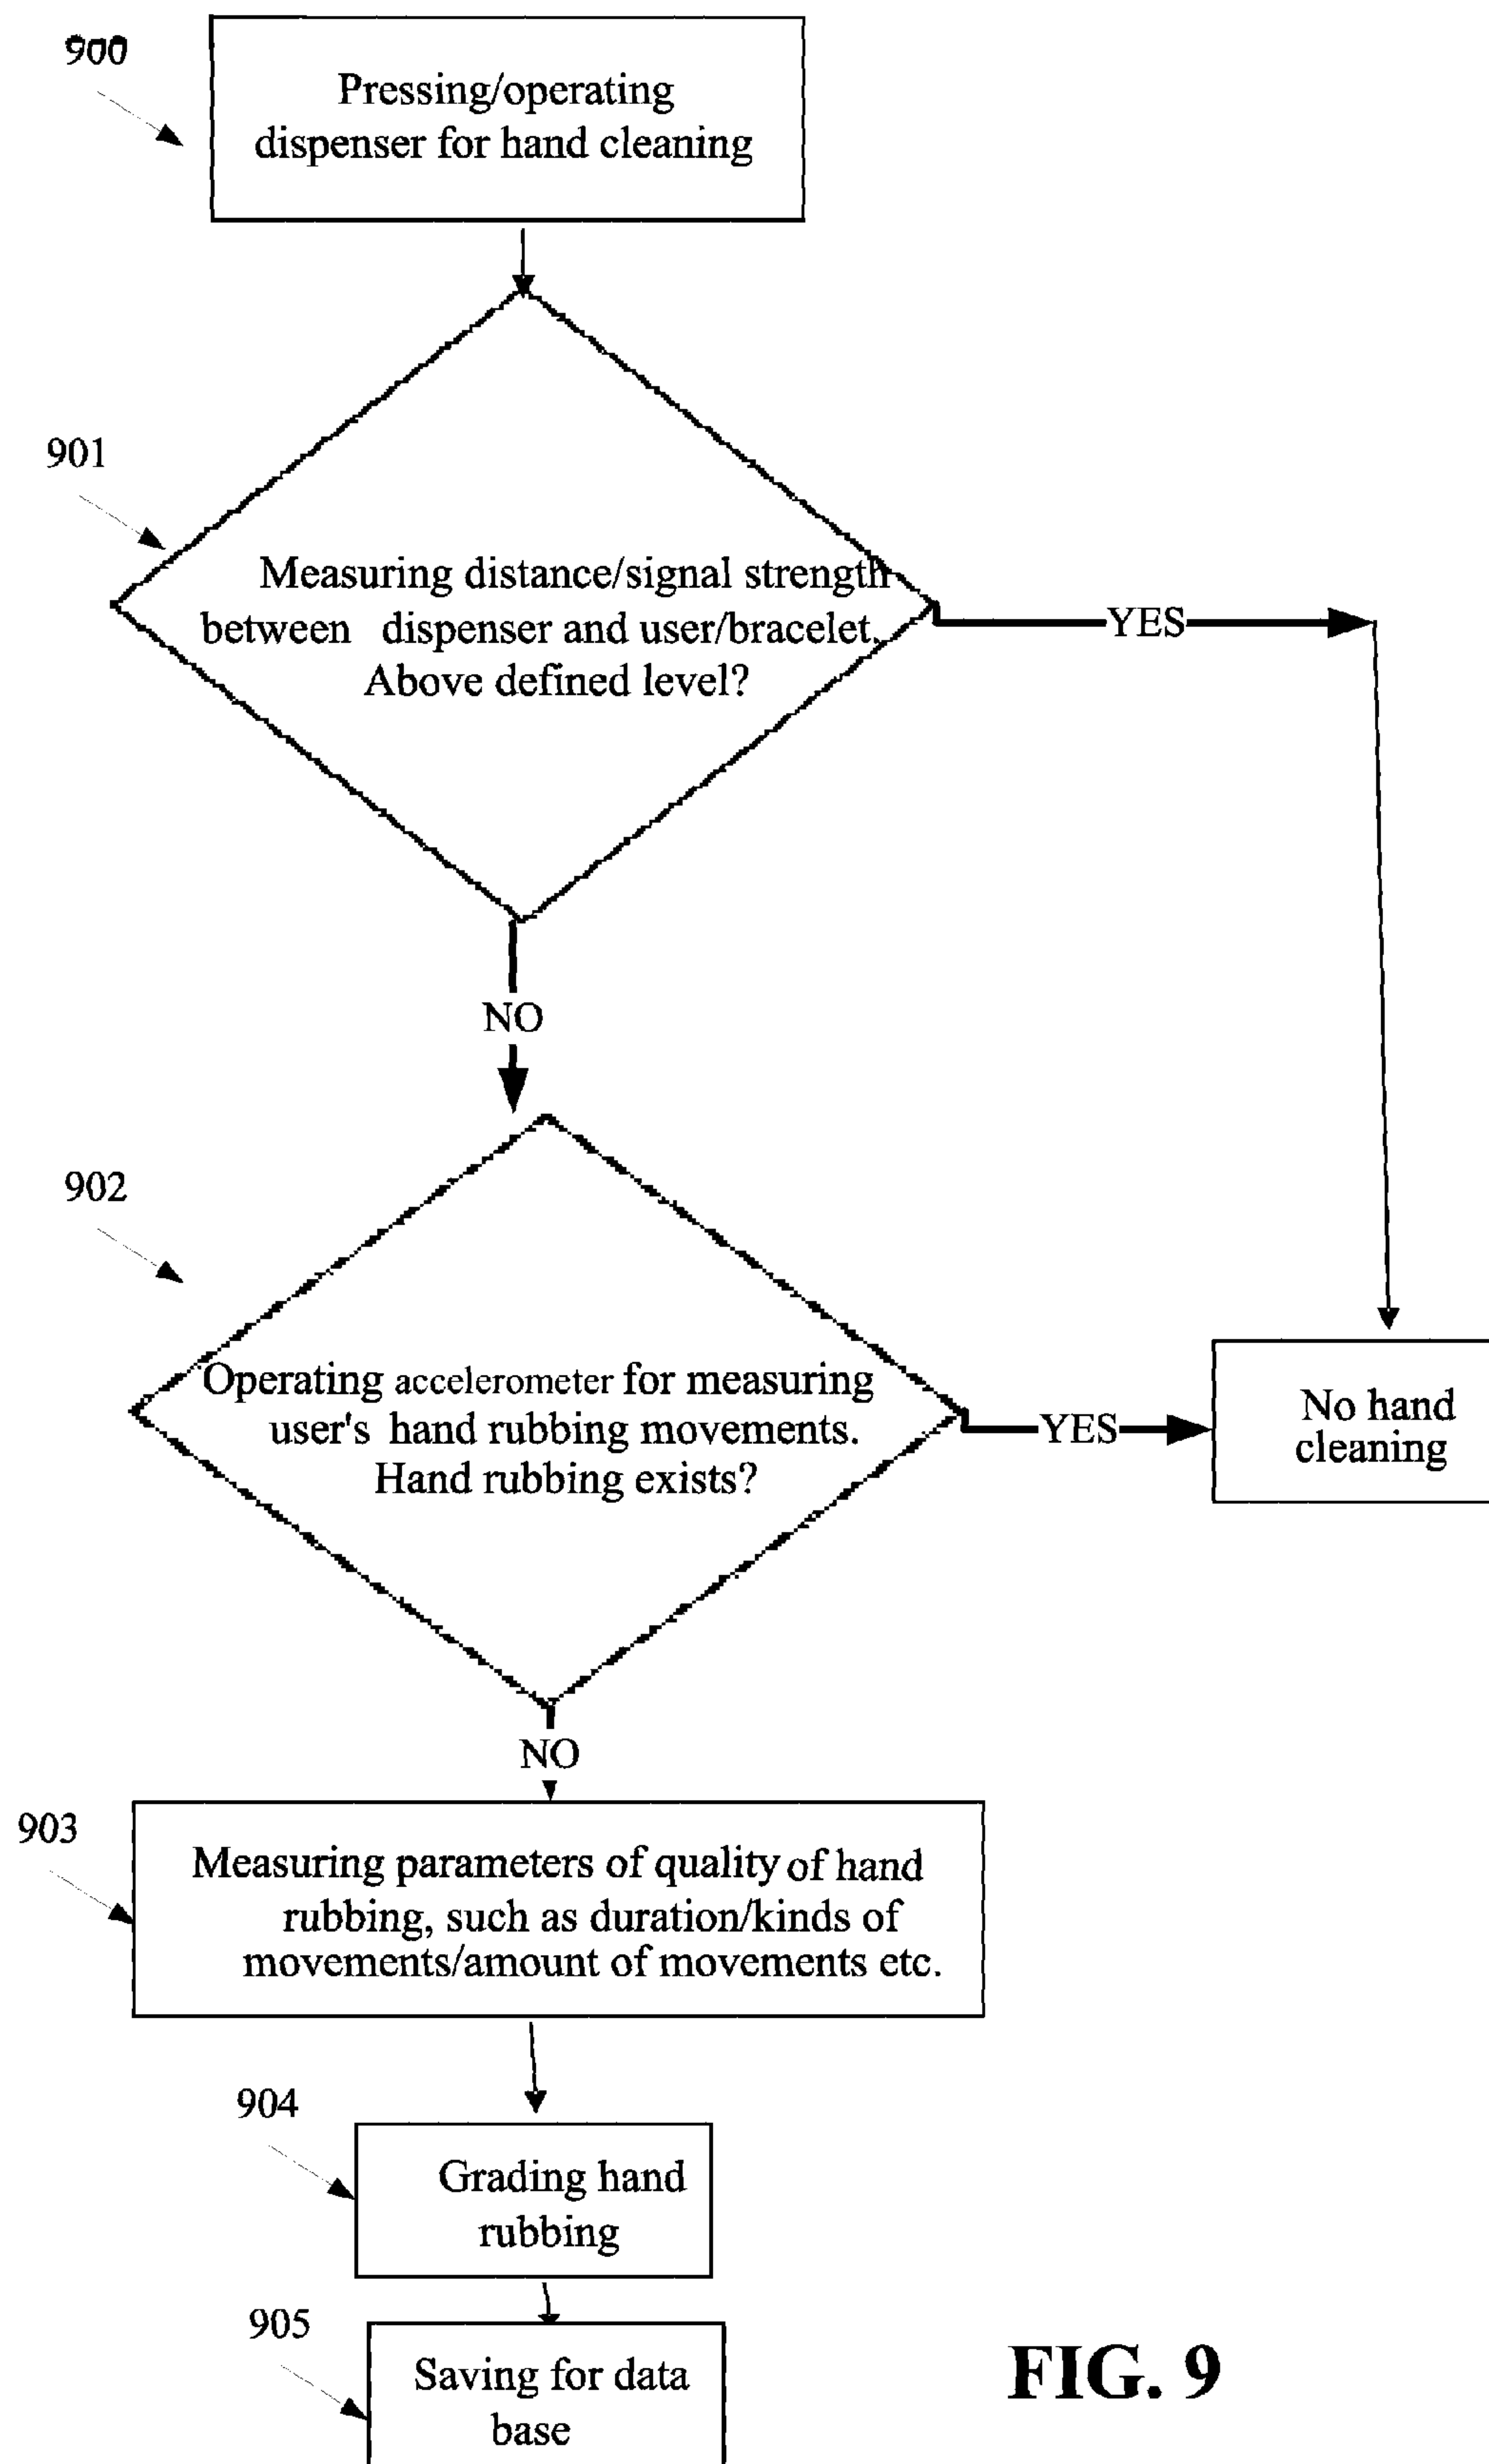 900
Pressing/operating
dispenser for hand cleaning
901
Measuring distance/signal strength
between dispenser and user/bracelet.
Above defined level?
YES
NO
902
Operating accelerometer for measuring
user's hand rubbing movements.
Hand rubbing exists?
YES
No hand
cleaning
NO
903
Measuring parameters of quality of hand
rubbing, such as duration/kinds of
movements/amount of movements etc.
904
Grading hand
rubbing
905
Saving for data
base
FIG. 9